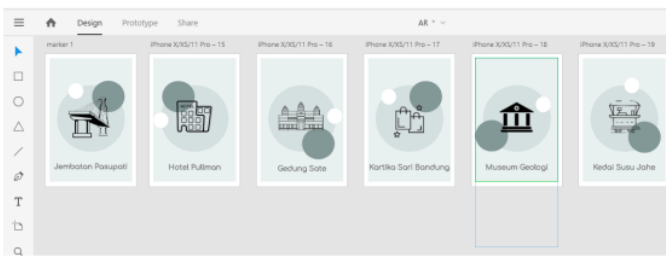 Design Prototype Share AR
marker 1 iPhone X/XS/11 Pro – 15 iPhone X/XS/11 Pro – 16 iPhone X/XS/11 Pro – 17 iPhone X/XS/11 Pro – 18 iPhone X/XS/11 Pro – 19
Jembatan Pasupati Hotel Pullman Gedung Sate Kartika Sari Bandung Museum Geologi Kedai Susu Jahe
T